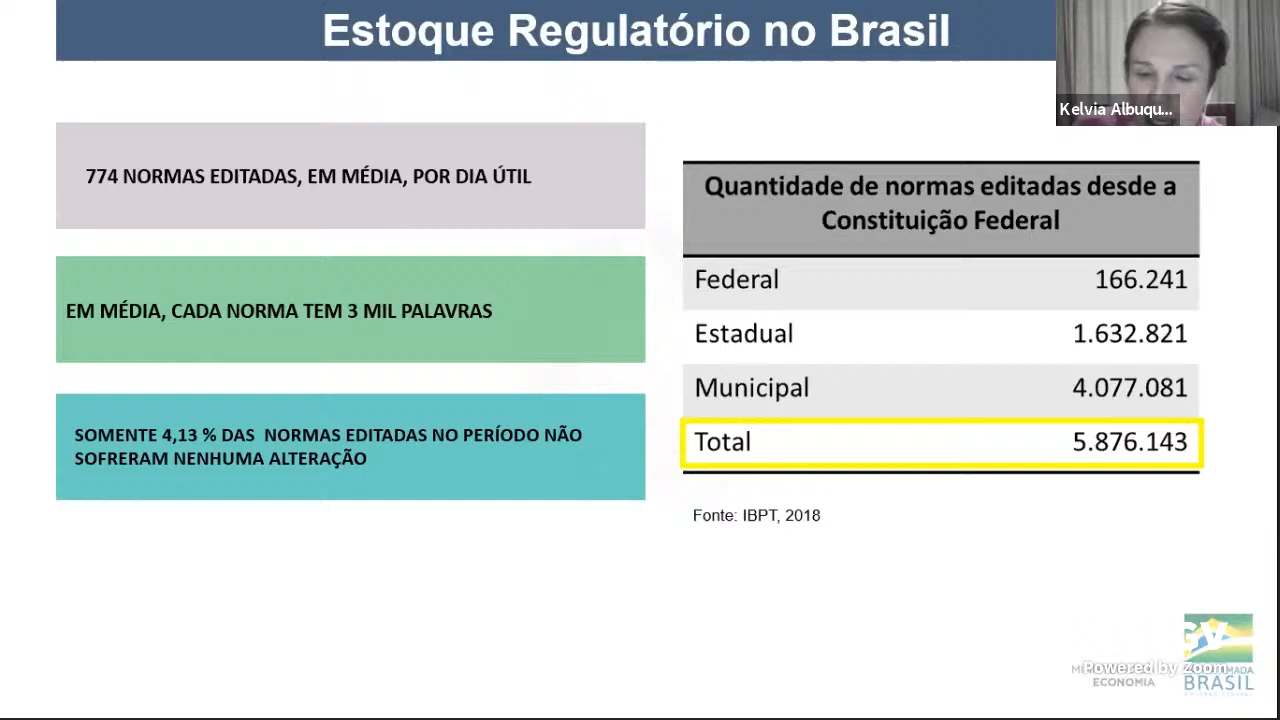 Estoque Regulatório no Brasil
Kelvia Albuqu...
774 NORMAS EDITADAS, EM MÉDIA, POR DIA ÚTIL
EM MÉDIA, CADA NORMA TEM 3 MIL PALAVRAS
SOMENTE 4,13 % DAS NORMAS EDITADAS NO PERÍODO NÃO
SOFRERAM NENHUMA ALTERAÇÃO
Quantidade de normas editadas desde a
Constituição Federal
Federal 166.241
Estadual 1.632.821
Municipal 4.077.081
Total 5.876.143
Fonte: IBPT, 2018
Powered by Zoom
ECONOMIA
BRASIL